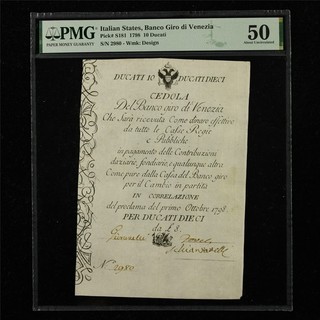 PMG
PAPER MONEY GUARANTY
Italian States, Banco Giro di Venezia
Pick# S181 1798 10 Ducati
S/N 2980 - Wmk: Design
50
About Uncirculated
DUCATI 10 DUCATI DIECI
CEDOLA
Del Banco giro di Venezia
Che Sarà ricevuta Come dinaro effettivo
da tutte le Casse Regie
e Pubbliche
in pagamento delle Contribuzioni
daziarie, fondiarie, e qualunque altro
Come pure dalla Cassa del Banco giro
per il Cambio in partita
IN CORRELAZIONE
del proclama del primo Ottobre 1798.
PER DUCATI DIECI
da £ 8.
N.º 2980